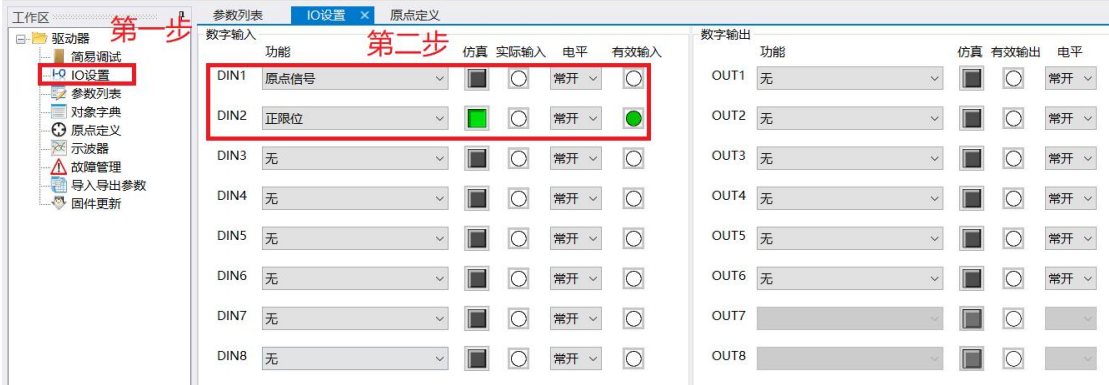 工作区
第一步
驱动器
简易调试
I-O IO设置
参数列表
对象字典
原点定义
示波器
故障管理
导入导出参数
固件更新
参数列表 IO设置 × 原点定义
数字输入
第二步
功能 仿真 实际输入 电平 有效输入
DIN1 原点信号 常开
DIN2 正限位 常开
DIN3 无 常开
DIN4 无 常开
DIN5 无 常开
DIN6 无 常开
DIN7 无 常开
DIN8 无 常开
数字输出
功能 仿真 有效输出 电平
OUT1 无 常开
OUT2 无 常开
OUT3 无 常开
OUT4 无 常开
OUT5 无 常开
OUT6 无 常开
OUT7
OUT8